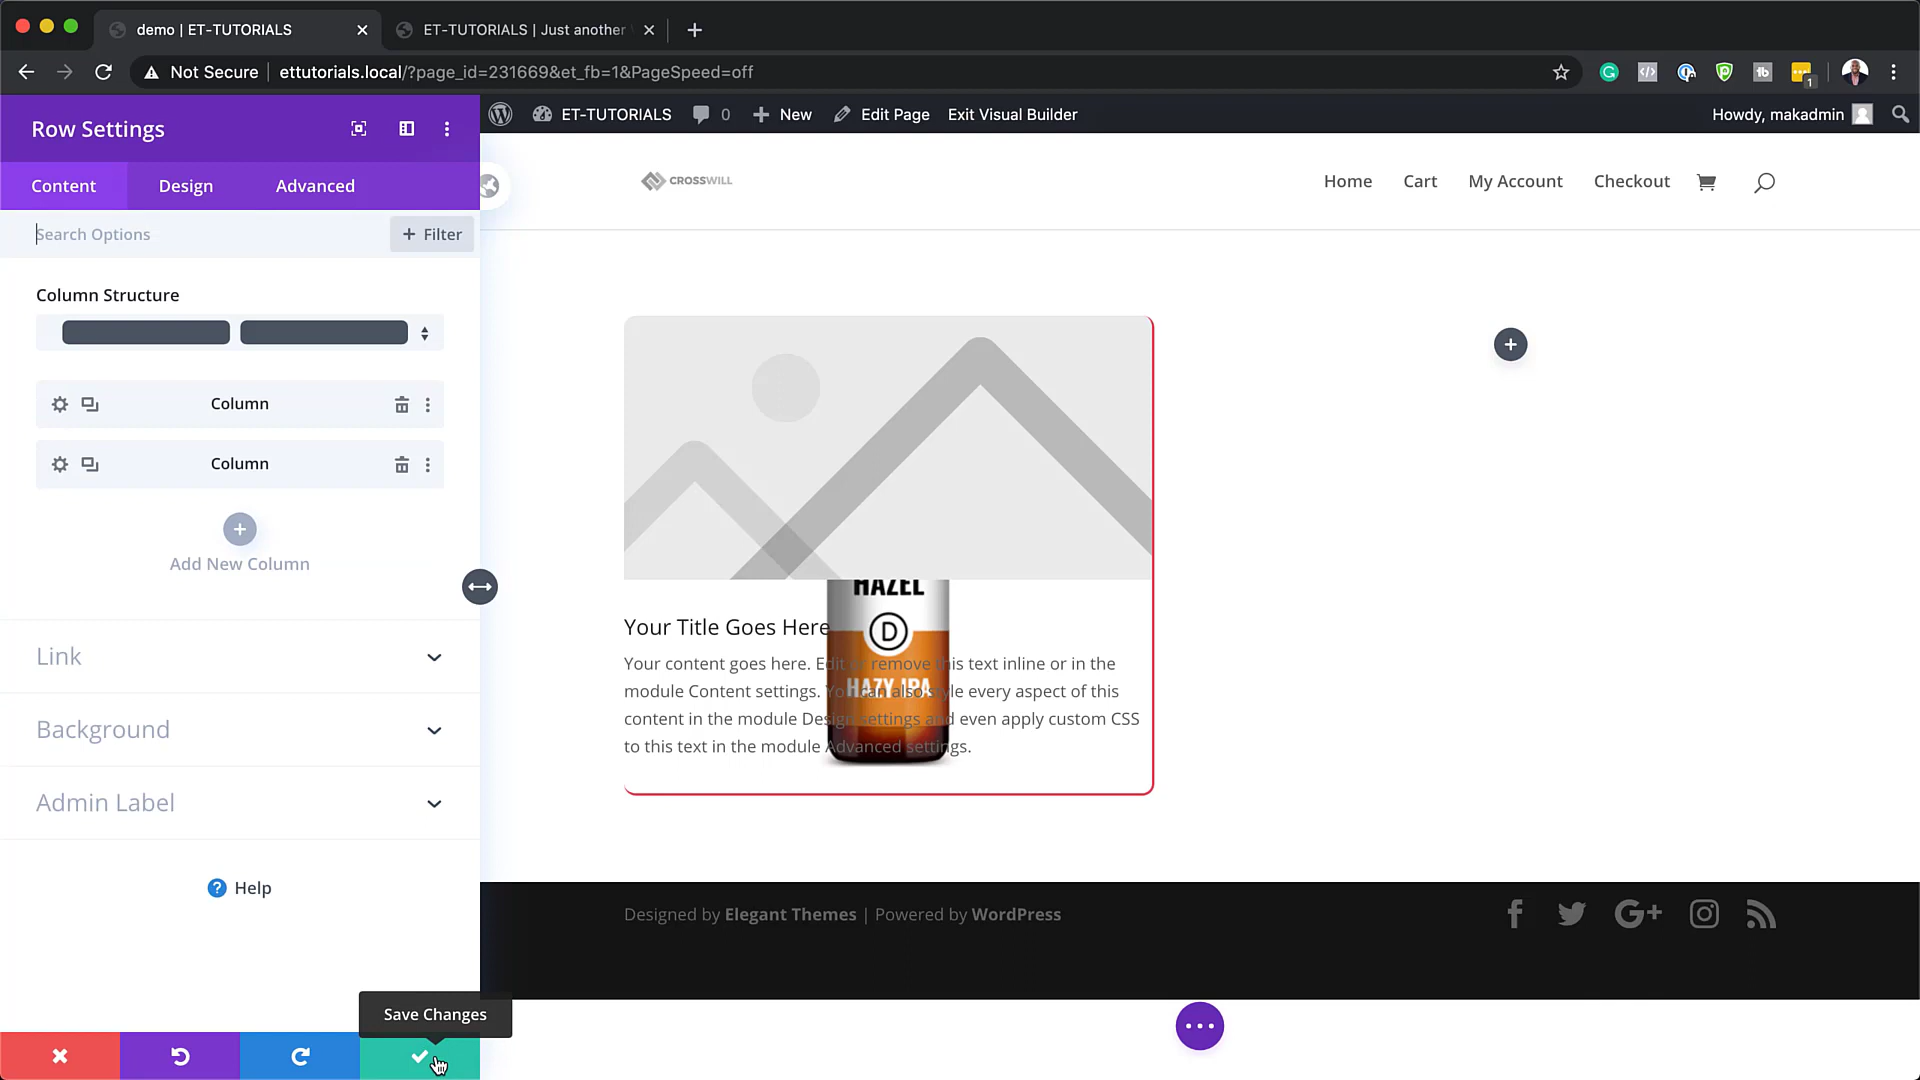 demo | ET-TUTORIALS
ET-TUTORIALS | Just another
Not Secure
ettutorials.local/?page_id=231669&et_fb=1&PageSpeed=off
1
Row Settings
ET-TUTORIALS
0
New
Edit Page
Exit Visual Builder
Howdy, makadmin
Content
Design
Advanced
CROSSWILL
Home
Cart
My Account
Checkout
Search Options
+ Filter
Column Structure
Column
Column
Add New Column
Link
Background
Admin Label
Help
HAZEL
D
HAZY IPA
Your Title Goes Here
Your content goes here. Edit or remove this text inline or in the
module Content settings. You can also style every aspect of this
content in the module Design settings and even apply custom CSS
to this text in the module Advanced settings.
Designed by Elegant Themes | Powered by WordPress
Save Changes